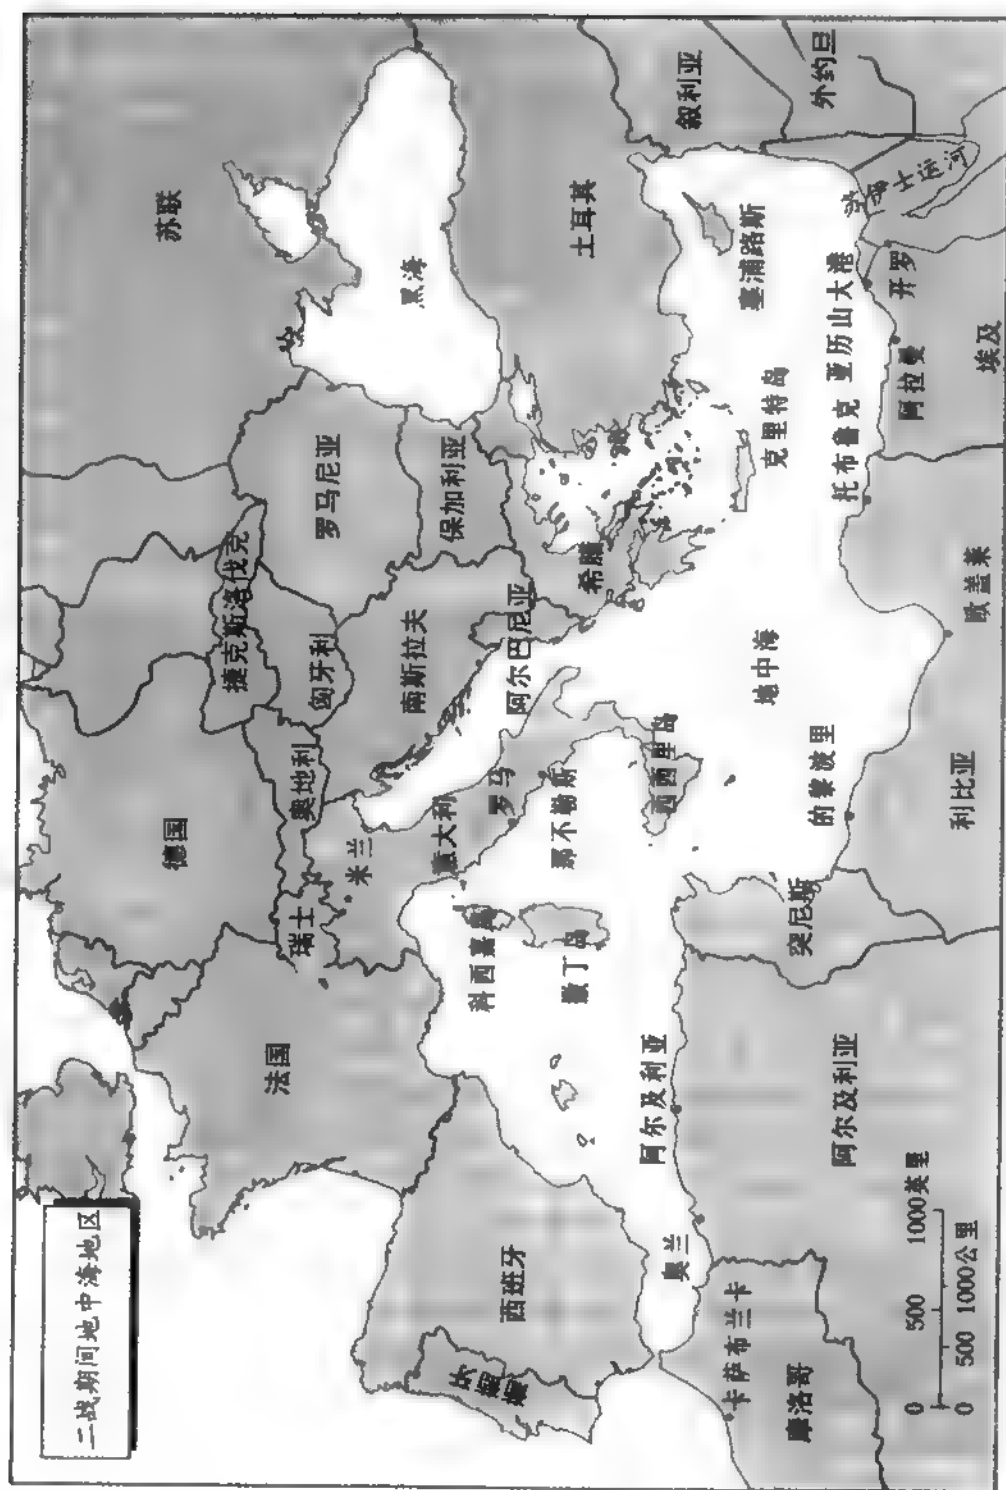 二战期间地中海地区
苏联
德国
捷克斯洛伐克
法国
瑞士
奥地利
匈牙利
罗马尼亚
米兰
南斯拉夫
黑海
意大利
保加利亚
科西嘉岛
罗马
西班牙
阿尔巴尼亚
那不勒斯
撒丁岛
希腊
土耳其
阿尔及利亚
西西里岛
奥兰
叙利亚
卡萨布兰卡
地中海
克里特岛
塞浦路斯
摩洛哥
突尼斯
的黎波里
外约旦
阿尔及利亚
托布鲁克
亚历山大港
苏伊士运河
阿拉曼
开罗
利比亚
欧盖莱
埃及
0 500 1000英里
0 500 1000公里